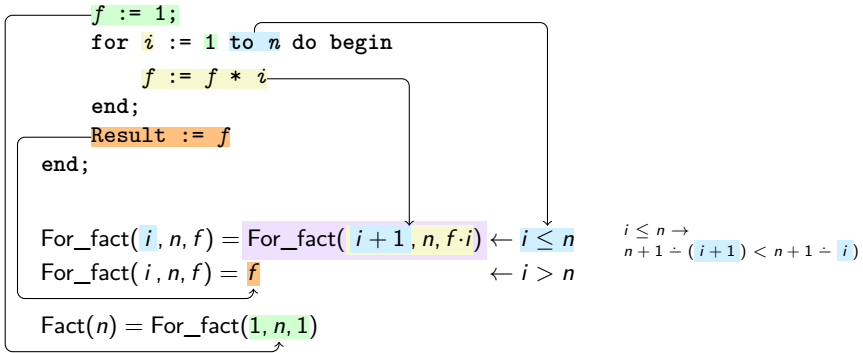 f := 1;
for i := 1 to n do begin
f := f * i
end;
Result := f
end;
For_fact( i , n, f) = For_fact( i + 1 , n, f·i) ← i ≤ n
For_fact( i , n, f) = f ← i > n
i ≤ n →
n + 1 ∸ ( i + 1 ) < n + 1 ∸ i )
Fact(n) = For_fact(1, n, 1)